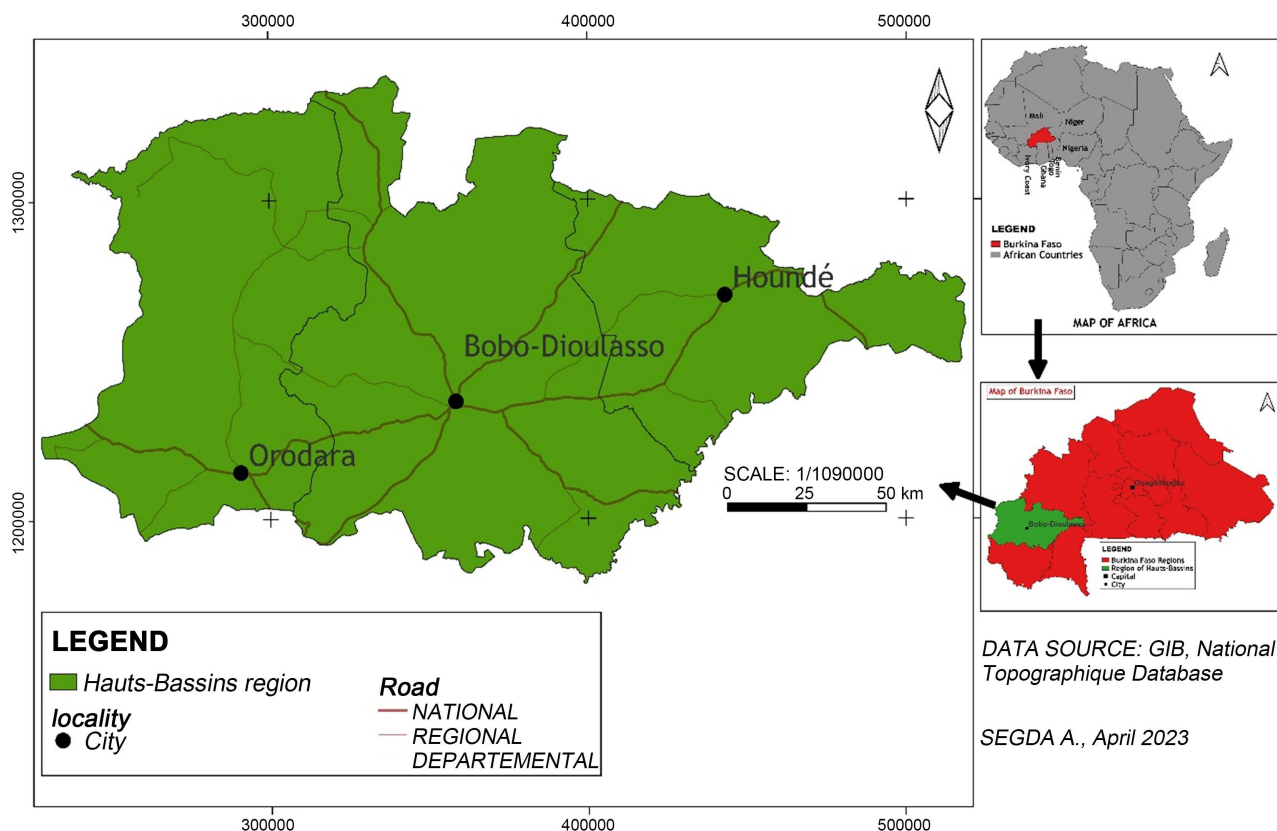 300000
400000
500000
1300000
1200000
Houndé
Bobo-Dioulasso
Orodara
SCALE: 1/1090000
0 25 50 km
LEGEND
Hauts-Bassins region
locality
City
Road
NATIONAL
REGIONAL
DEPARTEMENTAL
300000
400000
500000
Mali
Niger
Nigeria
Benin
Togo
Ghana
Ivory Coast
LEGEND
Burkina Faso
African Countries
MAP OF AFRICA
Map of Burkina Faso
Ouagadougou
Bobo-Dioulasso
LEGEND
Burkina Faso Regions
Region of Hauts-Bassins
Capital
City
DATA SOURCE: GIB, National
Topographique Database
SEGDA A., April 2023